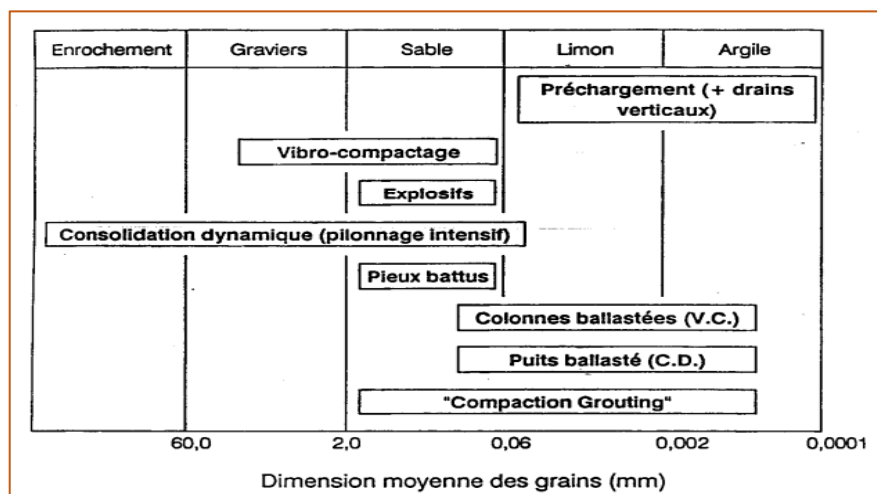 Enrochement Graviers Sable Limon Argile
Préchargement (+ drains
verticaux)
Vibro-compactage
Explosifs
Consolidation dynamique (pilonnage intensif)
Pieux battus
Colonnes ballastées (V.C.)
Puits ballasté (C.D.)
"Compaction Grouting"
60,0 2,0 0,06 0,002 0,0001
Dimension moyenne des grains (mm)